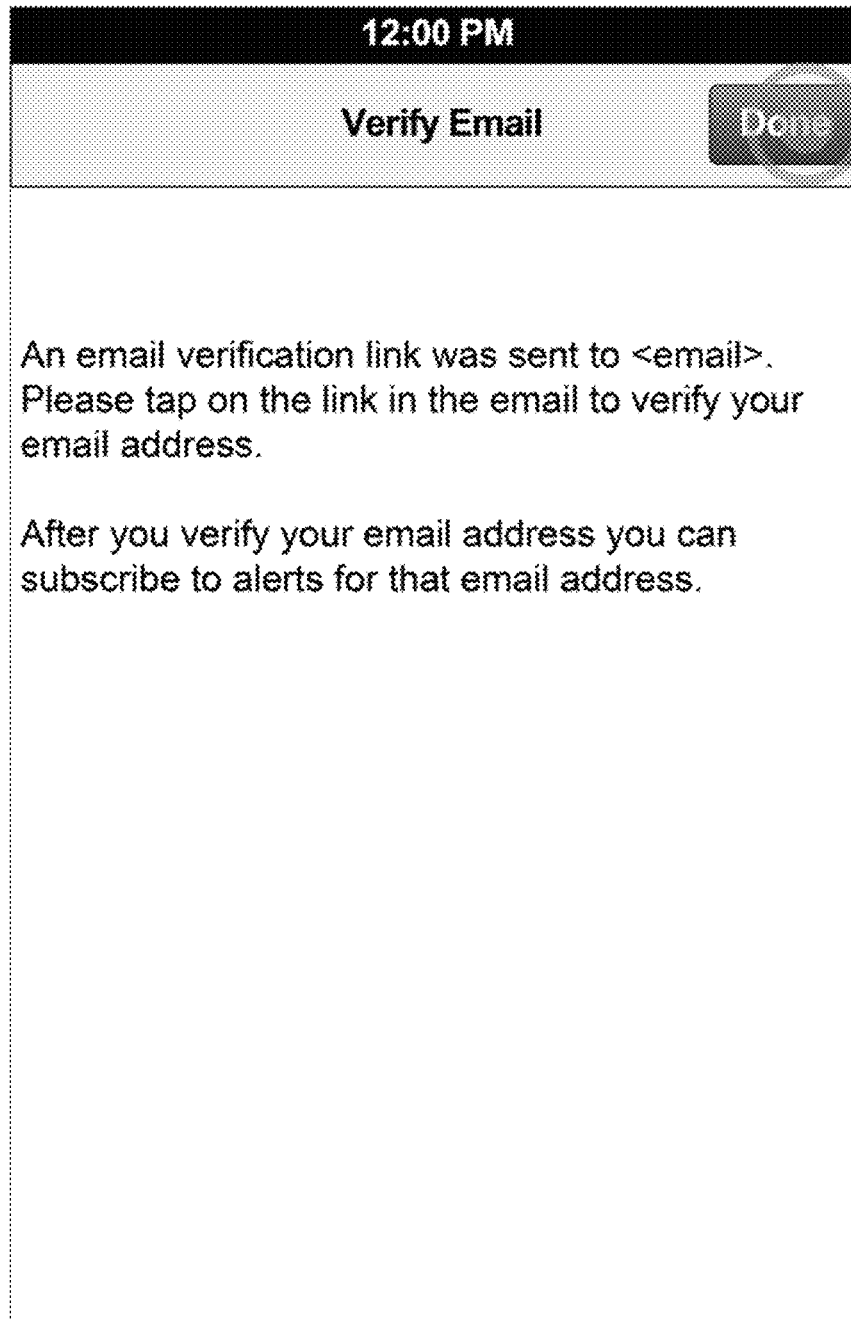 12:00 PM
Verify Email
Done
An email verification link was sent to <email>.
Please tap on the link in the email to verify your
email address.
After you verify your email address you can
subscribe to alerts for that email address.